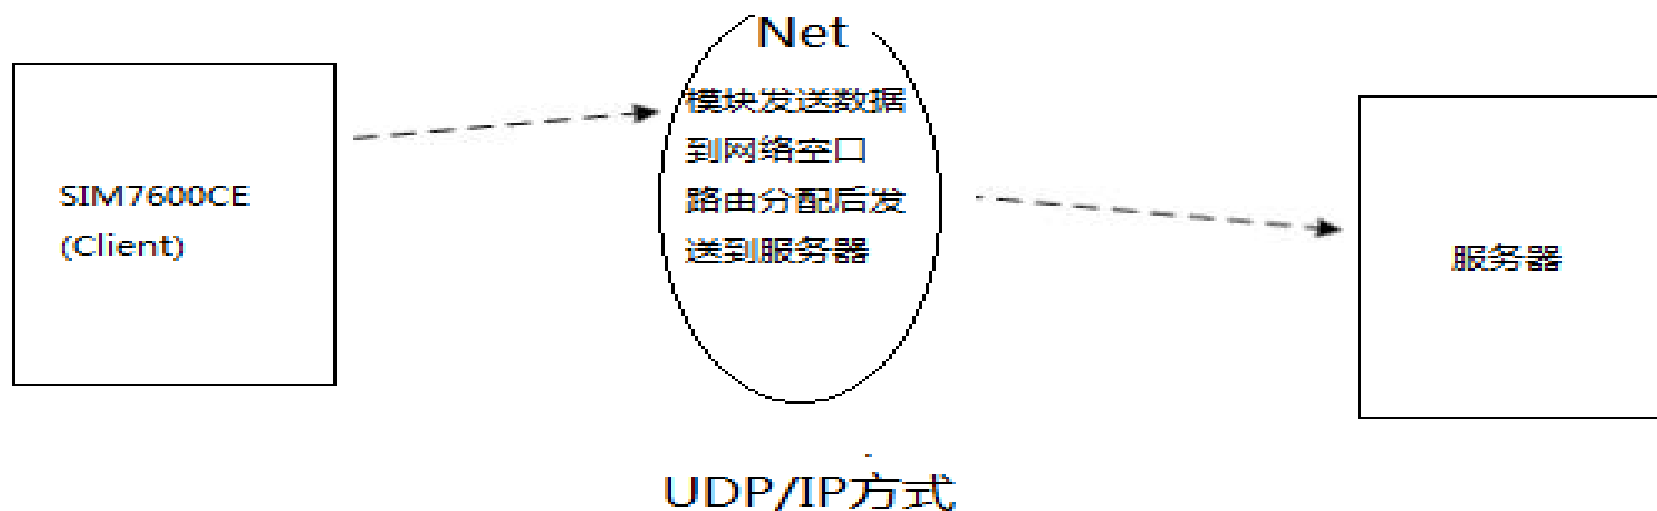 Net
模块发送数据
到网络空口
路由分配后发
送到服务器
SIM7600CE
(Client)
服务器
UDP/IP方式